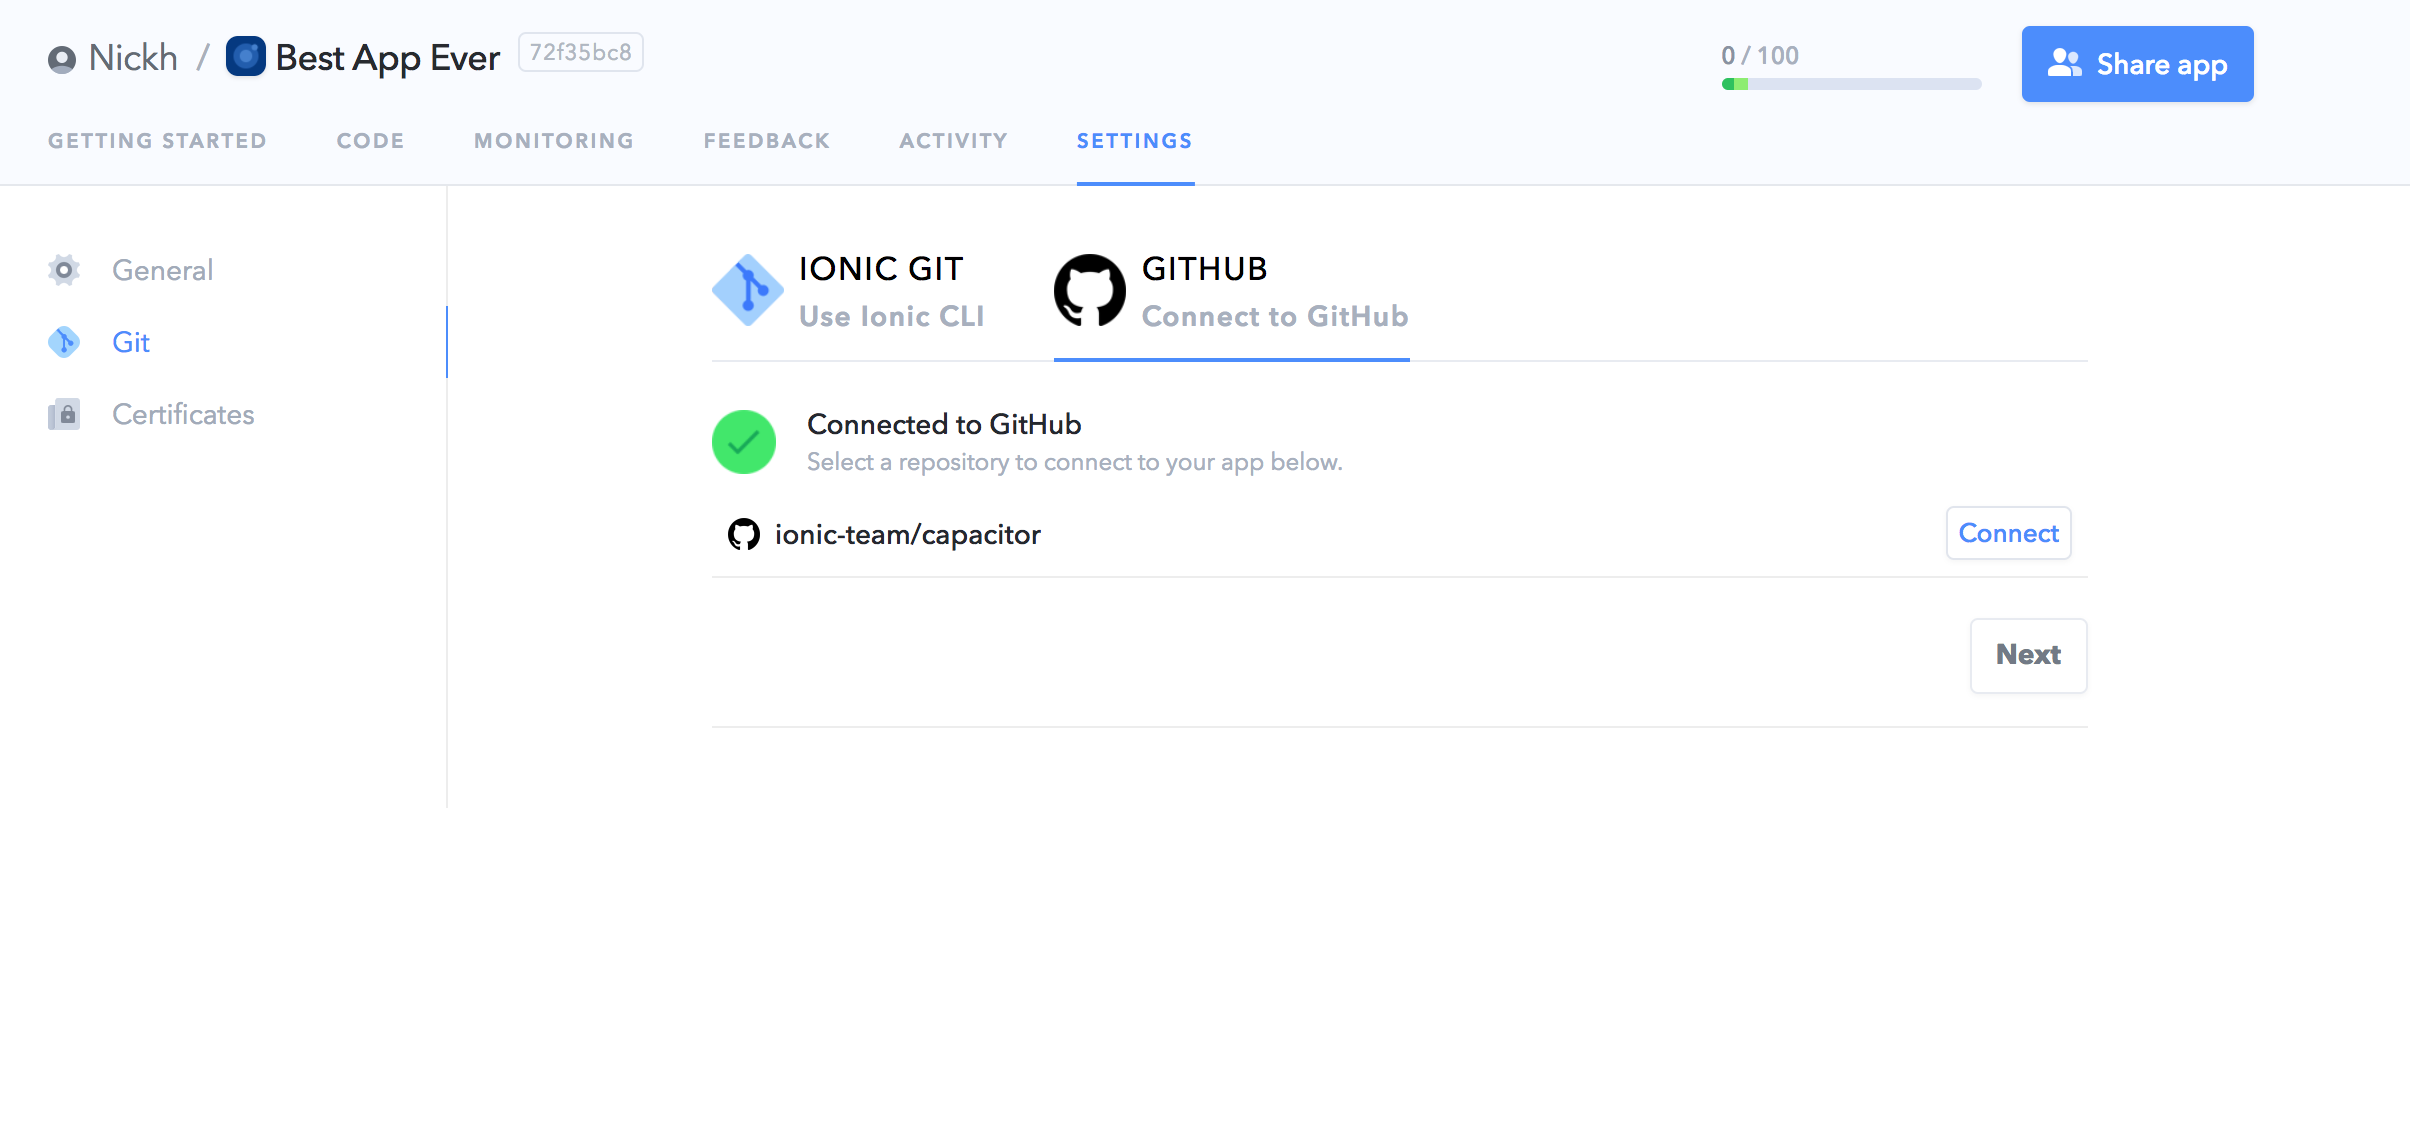 Nickh / Best App Ever 72f35bc8
0 / 100
Share app
GETTING STARTED CODE MONITORING FEEDBACK ACTIVITY SETTINGS
General
Git
Certificates
IONIC GIT
Use Ionic CLI
GITHUB
Connect to GitHub
Connected to GitHub
Select a repository to connect to your app below.
ionic-team/capacitor Connect
Next